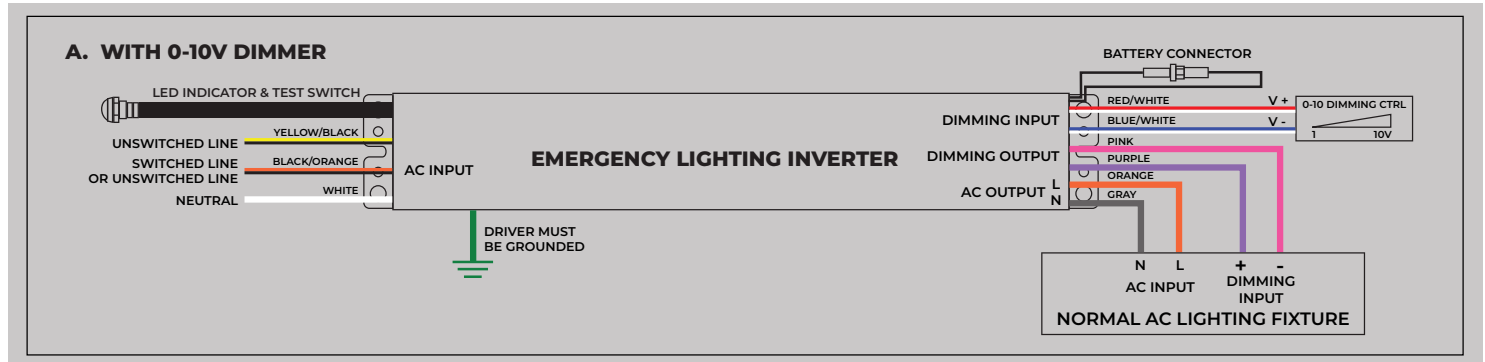 A. WITH 0-10V DIMMER
BATTERY CONNECTOR
LED INDICATOR & TEST SWITCH
YELLOW/BLACK
UNSWITCHED LINE
SWITCHED LINE
OR UNSWITCHED LINE
BLACK/ORANGE
WHITE
NEUTRAL
AC INPUT
EMERGENCY LIGHTING INVERTER
DIMMING INPUT
DIMMING OUTPUT
AC OUTPUT
L
N
RED/WHITE
V +
BLUE/WHITE
V -
PINK
PURPLE
ORANGE
GRAY
0-10 DIMMING CTRL
1 10V
DRIVER MUST
BE GROUNDED
N L + -
AC INPUT
DIMMING
INPUT
NORMAL AC LIGHTING FIXTURE